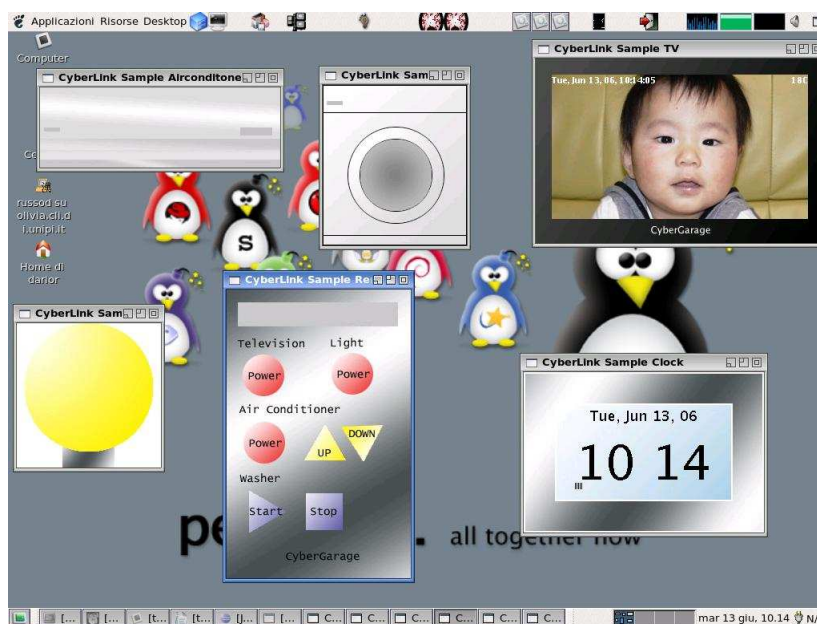 Applicazioni Risorse Desktop
Computer
russod su
olivia.cli.d
i.unipi.it
Home di
darior
CyberLink Sample Airconditone
CyberLink Sam
CyberLink Sample TV
Tue, Jun 13, 06, 10:14:05
18C
CyberGarage
S
CyberLink Sam
CyberLink Sample Re
Television Light
Power Power
Air Conditioner
Power UP DOWN
Washer
Start Stop
CyberGarage
CyberLink Sample Clock
Tue, Jun 13, 06
10 14
all together now
[... [... [t... [t... [J... [... C... C... C... C... C... C...
mar 13 giu, 10.14